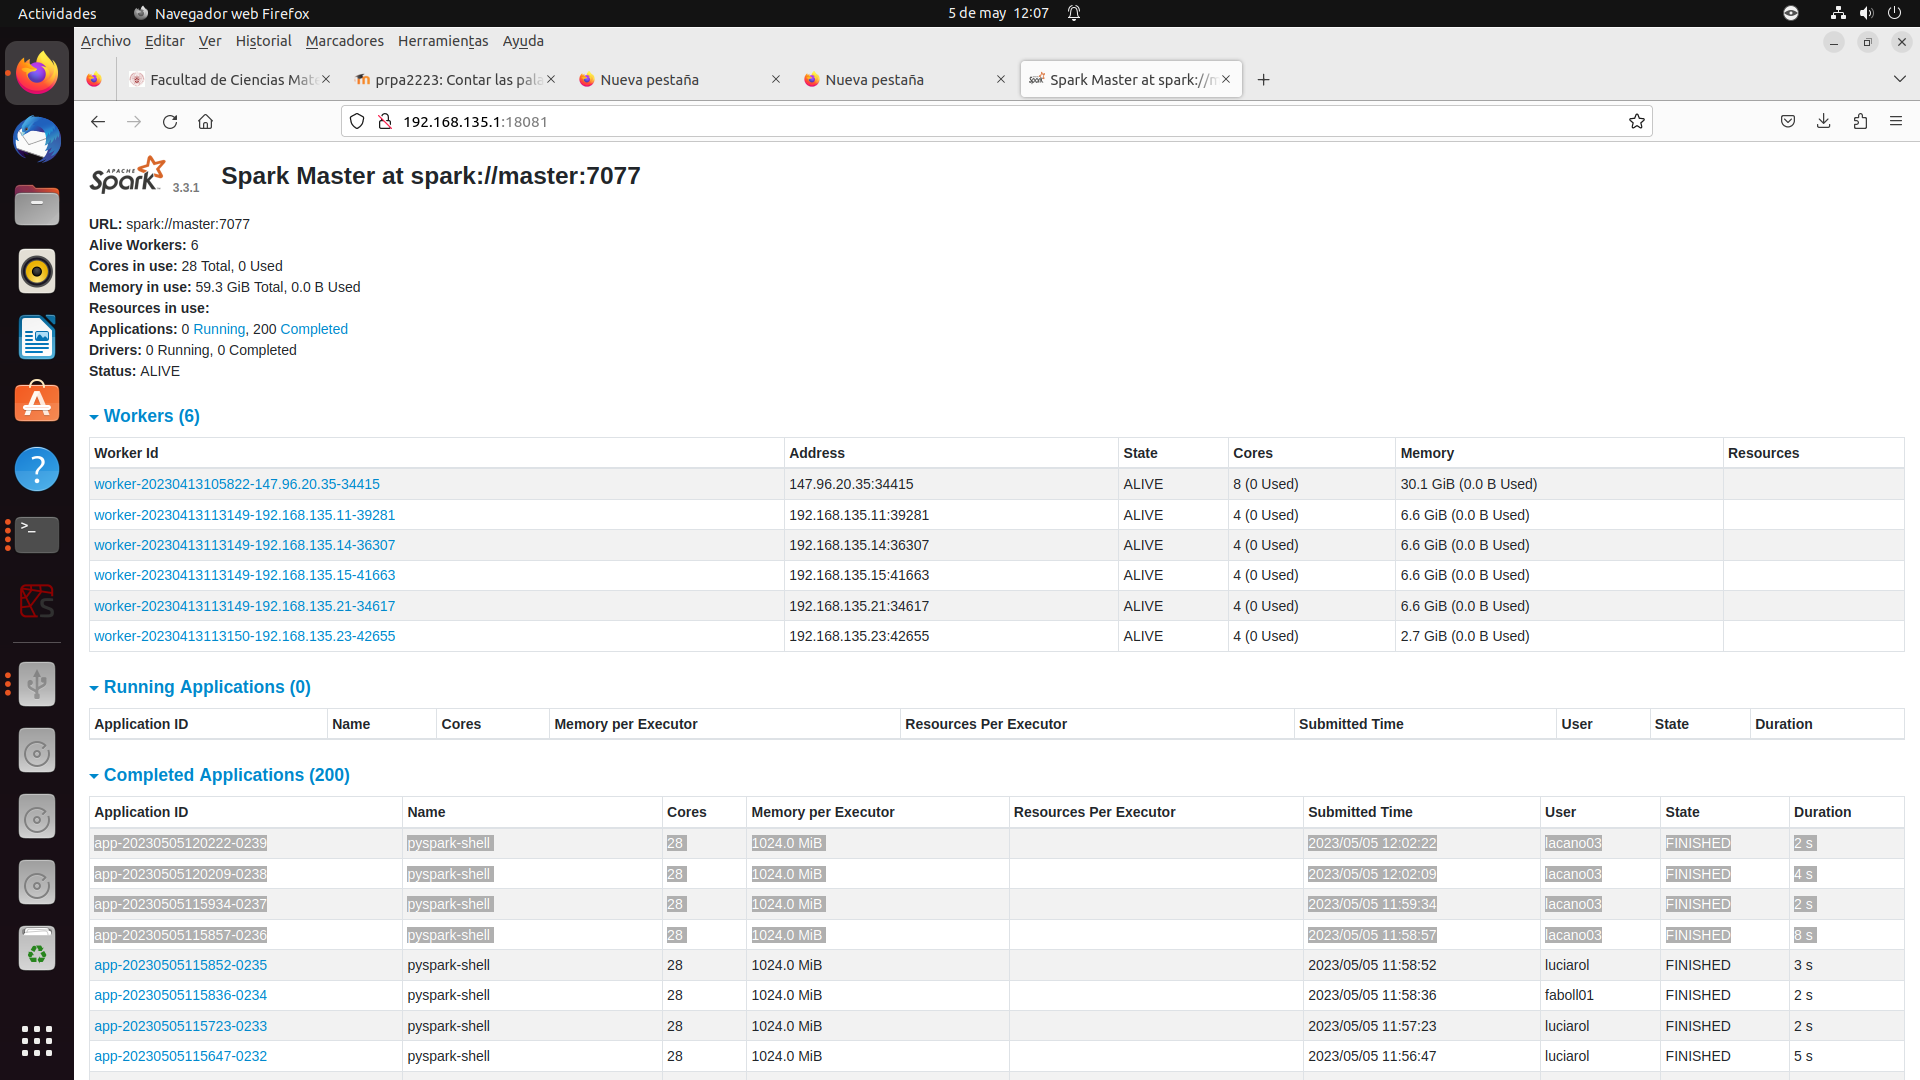 Actividades Navegador web Firefox 5 de may 12:07
Archivo Editar Ver Historial Marcadores Herramientas Ayuda
Facultad de Ciencias Mate prpa2223: Contar las pala Nueva pestaña Nueva pestaña Spark Master at spark://m
192.168.135.1:18081
APACHE Spark 3.3.1 Spark Master at spark://master:7077
URL: spark://master:7077
Alive Workers: 6
Cores in use: 28 Total, 0 Used
Memory in use: 59.3 GiB Total, 0.0 B Used
Resources in use:
Applications: 0 Running, 200 Completed
Drivers: 0 Running, 0 Completed
Status: ALIVE
Workers (6)
Worker Id Address State Cores Memory Resources
worker-20230413105822-147.96.20.35-34415 147.96.20.35:34415 ALIVE 8 (0 Used) 30.1 GiB (0.0 B Used)
worker-20230413113149-192.168.135.11-39281 192.168.135.11:39281 ALIVE 4 (0 Used) 6.6 GiB (0.0 B Used)
worker-20230413113149-192.168.135.14-36307 192.168.135.14:36307 ALIVE 4 (0 Used) 6.6 GiB (0.0 B Used)
worker-20230413113149-192.168.135.15-41663 192.168.135.15:41663 ALIVE 4 (0 Used) 6.6 GiB (0.0 B Used)
worker-20230413113149-192.168.135.21-34617 192.168.135.21:34617 ALIVE 4 (0 Used) 6.6 GiB (0.0 B Used)
worker-20230413113150-192.168.135.23-42655 192.168.135.23:42655 ALIVE 4 (0 Used) 2.7 GiB (0.0 B Used)
Running Applications (0)
Application ID Name Cores Memory per Executor Resources Per Executor Submitted Time User State Duration
Completed Applications (200)
Application ID Name Cores Memory per Executor Resources Per Executor Submitted Time User State Duration
app-20230505120222-0239 pyspark-shell 28 1024.0 MiB 2023/05/05 12:02:22 lacano03 FINISHED 2 s
app-20230505120209-0238 pyspark-shell 28 1024.0 MiB 2023/05/05 12:02:09 lacano03 FINISHED 4 s
app-20230505115934-0237 pyspark-shell 28 1024.0 MiB 2023/05/05 11:59:34 lacano03 FINISHED 2 s
app-20230505115857-0236 pyspark-shell 28 1024.0 MiB 2023/05/05 11:58:57 lacano03 FINISHED 8 s
app-20230505115852-0235 pyspark-shell 28 1024.0 MiB 2023/05/05 11:58:52 luciarol FINISHED 3 s
app-20230505115836-0234 pyspark-shell 28 1024.0 MiB 2023/05/05 11:58:36 faboll01 FINISHED 2 s
app-20230505115723-0233 pyspark-shell 28 1024.0 MiB 2023/05/05 11:57:23 luciarol FINISHED 2 s
app-20230505115647-0232 pyspark-shell 28 1024.0 MiB 2023/05/05 11:56:47 luciarol FINISHED 5 s